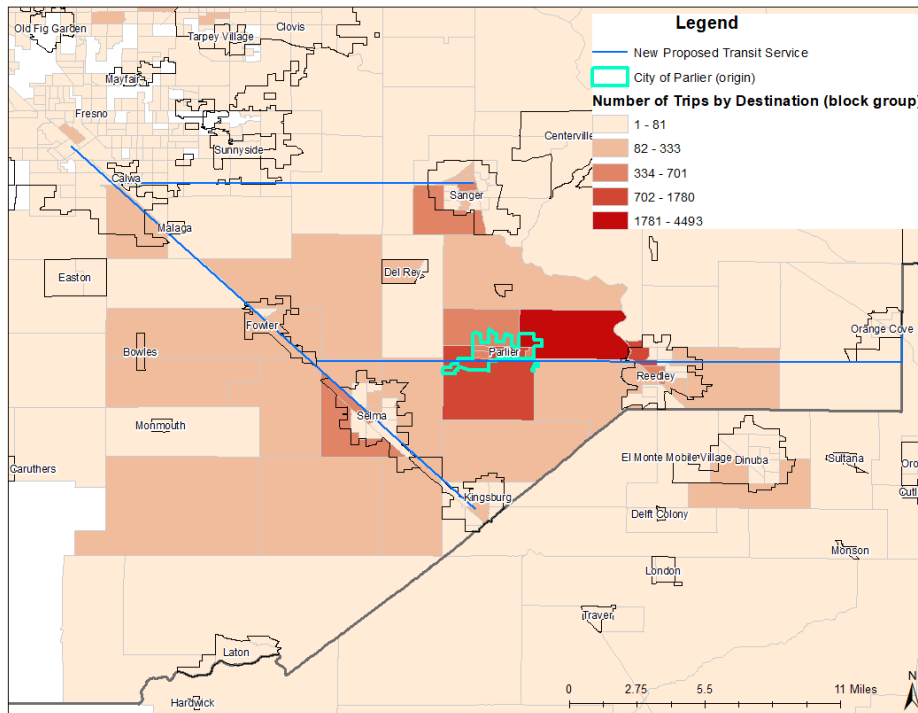 Old Fig Garden
Tarpey Village
Clovis
Mayfair
Fresno
Sunnyside
Centerville
Calwa
Sanger
Malaga
Easton
Del Rey
Fowler
Orange Cove
Bowles
Parlier
Reedley
Selma
Monmouth
Caruthers
El Monte Mobile Village
Dinuba
Sultana
Oro
Cutl
Kingsburg
Delft Colony
Monson
London
Traver
Laton
Hardwick
Legend
New Proposed Transit Service
City of Parlier (origin)
Number of Trips by Destination (block group)
1 - 81
82 - 333
334 - 701
702 - 1780
1781 - 4493
0 2.75 5.5 11 Miles
N